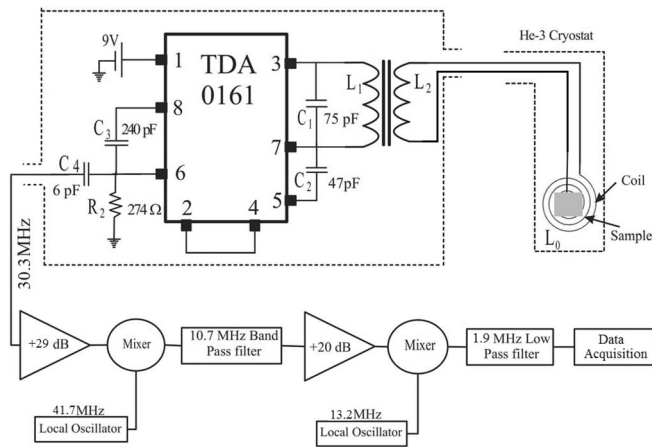 He-3 Cryostat
9V
1
TDA
0161
3
L1
L2
8
C3
240 pF
C1
75 pF
7
C4
6 pF
6
R2
274 Ω
C2
47pF
5
2
4
Coil
Sample
L0
30.3MHz
+29 dB
Mixer
10.7 MHz Band
Pass filter
+20 dB
Mixer
1.9 MHz Low
Pass filter
Data
Acquisition
41.7MHz
Local Oscillator
13.2MHz
Local Oscillator